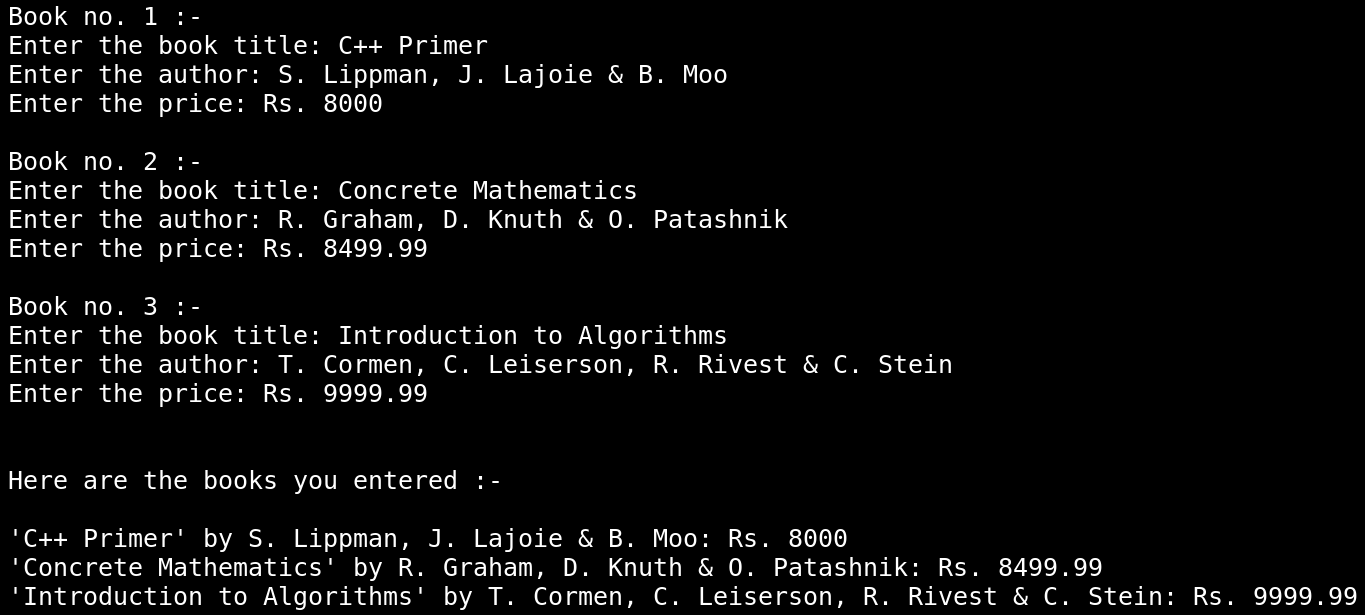 Book no. 1 :-
Enter the book title: C++ Primer
Enter the author: S. Lippman, J. Lajoie & B. Moo
Enter the price: Rs. 8000
Book no. 2 :-
Enter the book title: Concrete Mathematics
Enter the author: R. Graham, D. Knuth & O. Patashnik
Enter the price: Rs. 8499.99
Book no. 3 :-
Enter the book title: Introduction to Algorithms
Enter the author: T. Cormen, C. Leiserson, R. Rivest & C. Stein
Enter the price: Rs. 9999.99
Here are the books you entered :-
'C++ Primer' by S. Lippman, J. Lajoie & B. Moo: Rs. 8000
'Concrete Mathematics' by R. Graham, D. Knuth & O. Patashnik: Rs. 8499.99
'Introduction to Algorithms' by T. Cormen, C. Leiserson, R. Rivest & C. Stein: Rs. 9999.99